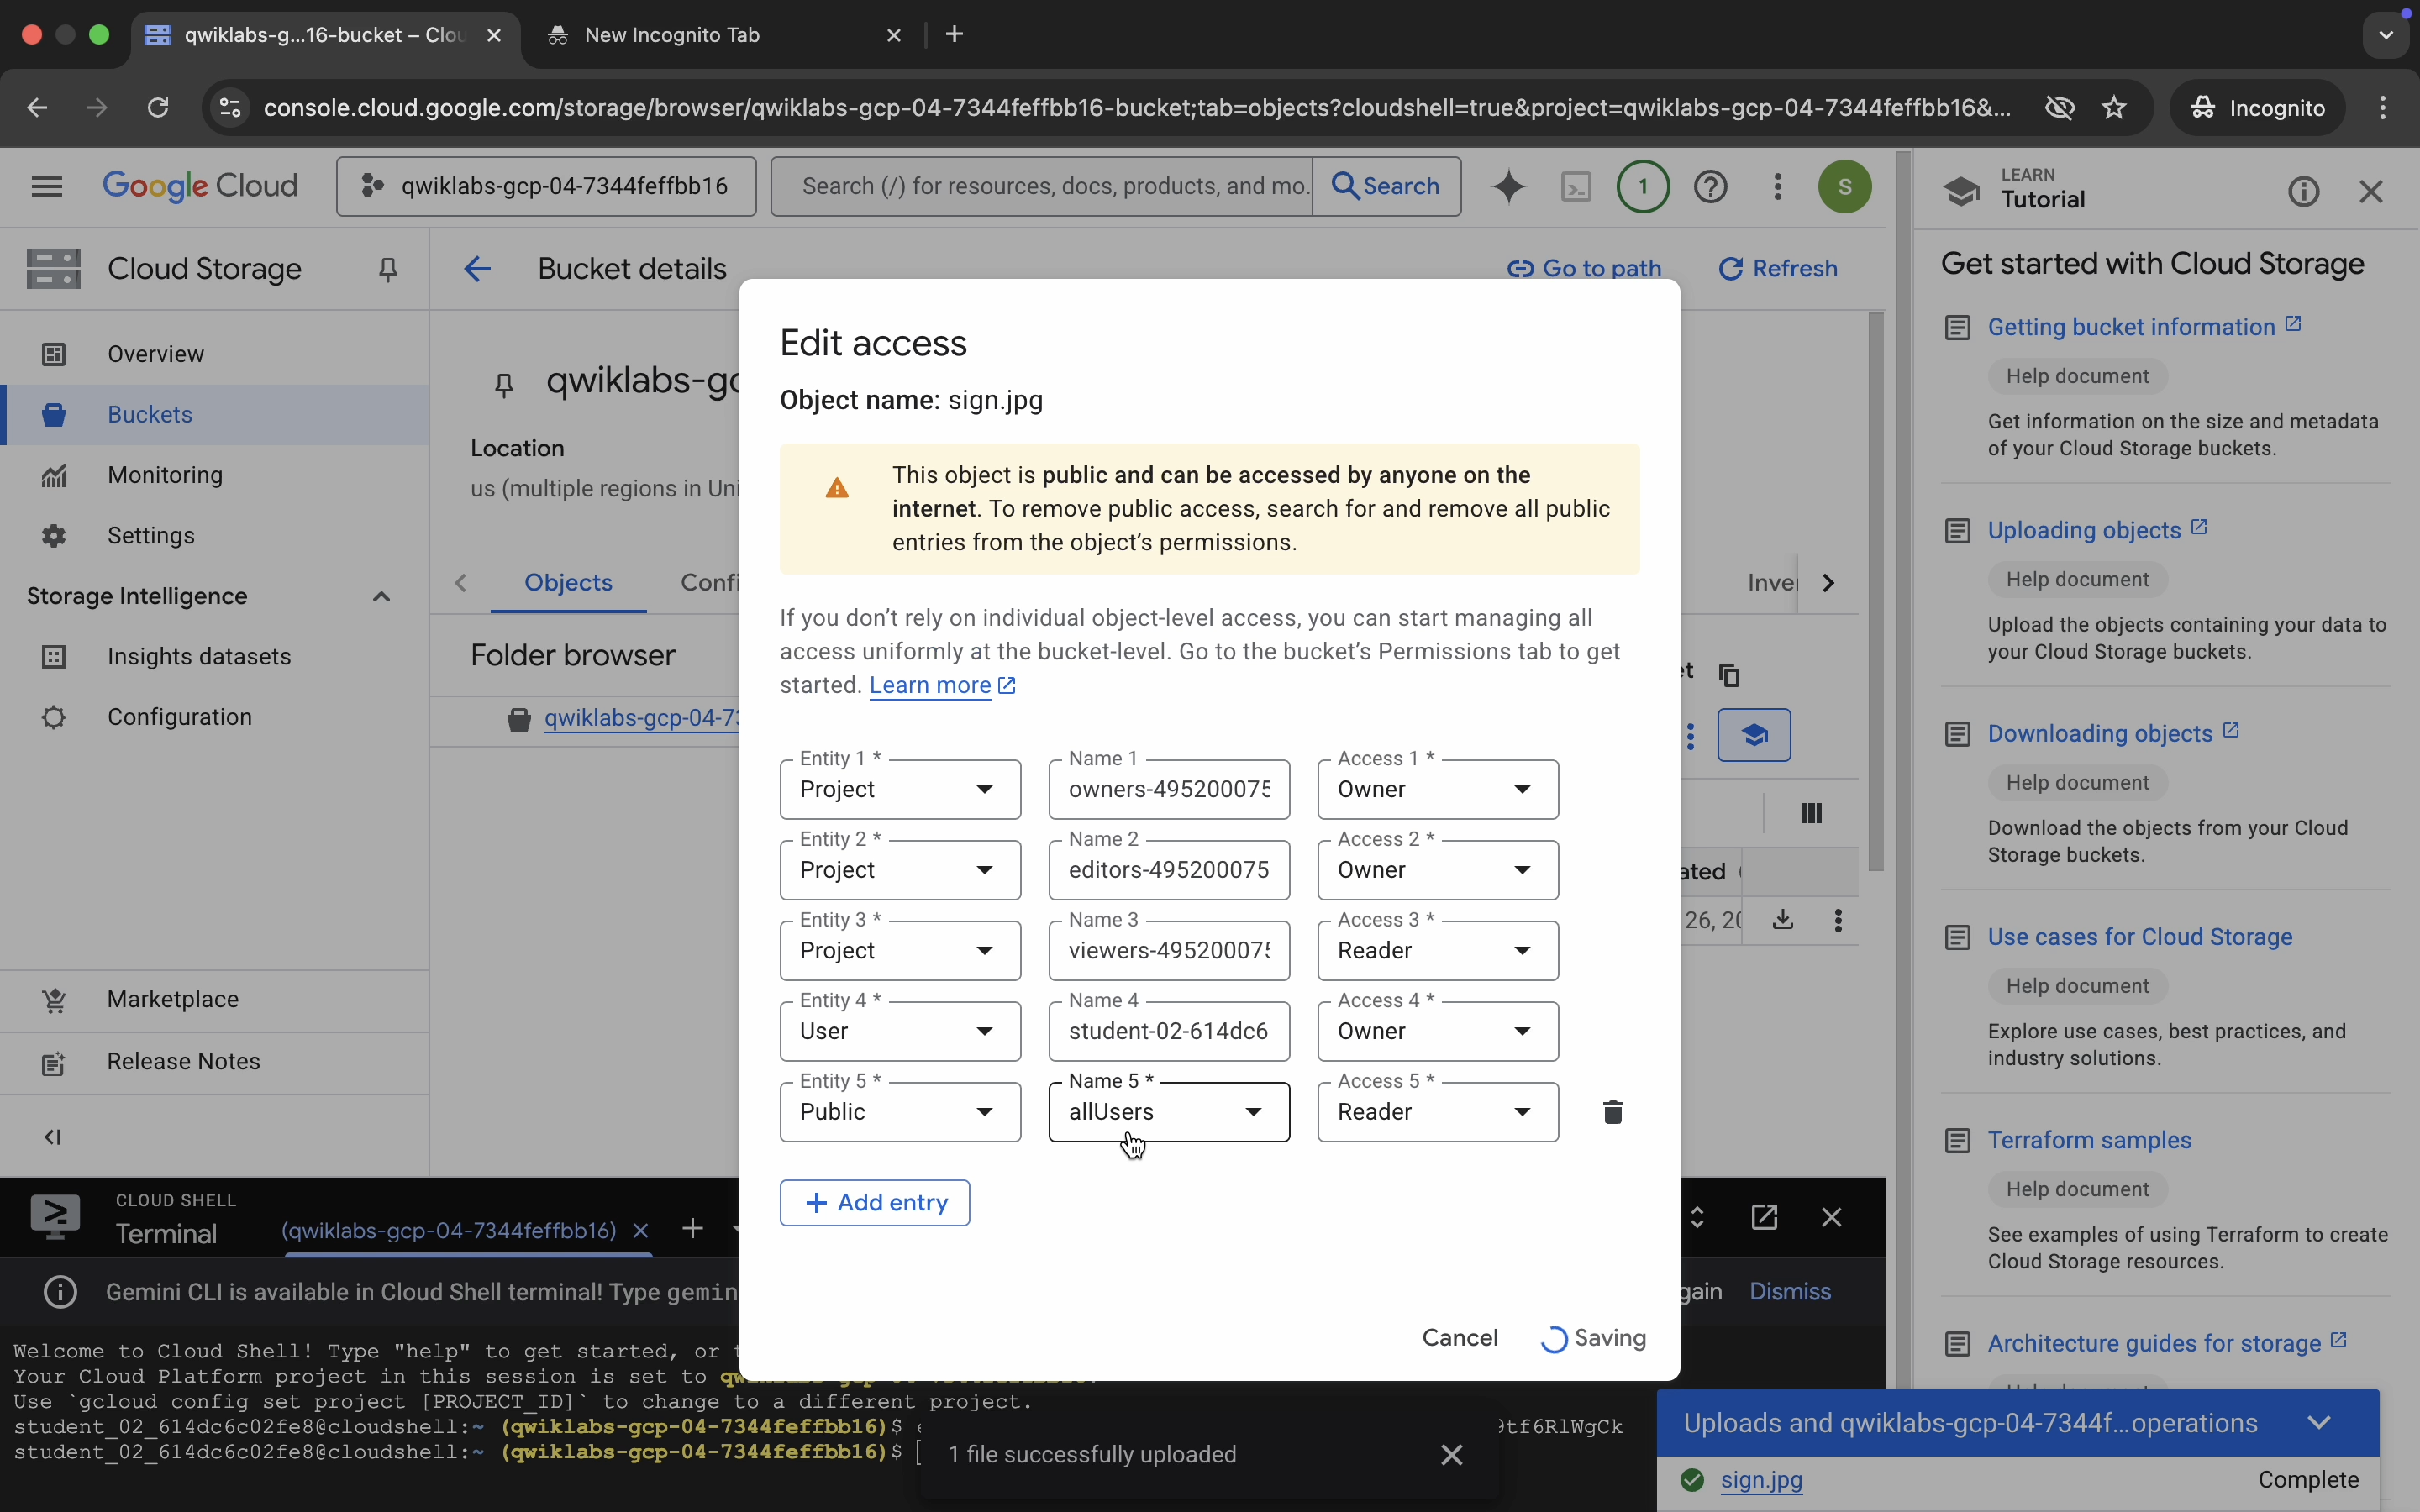 qwiklabs-g...16-bucket – Clou
New Incognito Tab
console.cloud.google.com/storage/browser/qwiklabs-gcp-04-7344feffbb16-bucket;tab=objects?cloudshell=true&project=qwiklabs-gcp-04-7344feffbb16&...
Incognito
Google Cloud
qwiklabs-gcp-04-7344feffbb16
Search (/) for resources, docs, products, and mo.
Search
1
S
LEARN
Tutorial
Cloud Storage
Bucket details
Go to path
Refresh
Get started with Cloud Storage
Overview
Buckets
Monitoring
Settings
Storage Intelligence
Insights datasets
Configuration
Marketplace
Release Notes
qwiklabs-gc
Location
us (multiple regions in Uni
Objects
Confi
Inver
Folder browser
qwiklabs-gcp-04-73
et
ated
26, 20
Edit access
Object name: sign.jpg
This object is public and can be accessed by anyone on the
internet. To remove public access, search for and remove all public
entries from the object's permissions.
If you don't rely on individual object-level access, you can start managing all
access uniformly at the bucket-level. Go to the bucket's Permissions tab to get
started. Learn more
Entity 1 *
Project
Name 1
owners-495200075
Access 1 *
Owner
Entity 2 *
Project
Name 2
editors-495200075
Access 2 *
Owner
Entity 3 *
Project
Name 3
viewers-495200075
Access 3 *
Reader
Entity 4 *
User
Name 4
student-02-614dc6
Access 4 *
Owner
Entity 5 *
Public
Name 5 *
allUsers
Access 5 *
Reader
+ Add entry
Cancel
Saving
Getting bucket information
Help document
Get information on the size and metadata
of your Cloud Storage buckets.
Uploading objects
Help document
Upload the objects containing your data to
your Cloud Storage buckets.
Downloading objects
Help document
Download the objects from your Cloud
Storage buckets.
Use cases for Cloud Storage
Help document
Explore use cases, best practices, and
industry solutions.
Terraform samples
Help document
See examples of using Terraform to create
Cloud Storage resources.
Architecture guides for storage
CLOUD SHELL
Terminal
(qwiklabs-gcp-04-7344feffbb16)
Gemini CLI is available in Cloud Shell terminal! Type gemin
gain
Dismiss
Welcome to Cloud Shell! Type "help" to get started, or t
Your Cloud Platform project in this session is set to
Use `gcloud config set project [PROJECT_ID]` to change to a different project.
student_02_614dc6c02fe8@cloudshell:~ (qwiklabs-gcp-04-7344feffbb16)$
tf6RlWgCk
student_02_614dc6c02fe8@cloudshell:~ (qwiklabs-gcp-04-7344feffbb16)$
1 file successfully uploaded
Uploads and qwiklabs-gcp-04-7344f...operations
sign.jpg
Complete